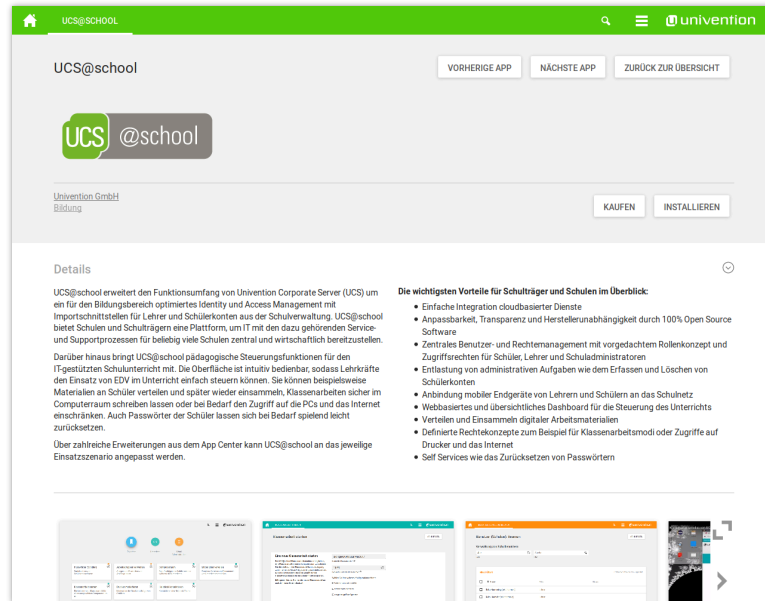 UCS@SCHOOL
univention
UCS@school
VORHERIGE APP
NÄCHSTE APP
ZURÜCK ZUR ÜBERSICHT
UCS @school
Univention GmbH
Bildung
KAUFEN
INSTALLIEREN
Details
UCS@school erweitert den Funktionsumfang von Univention Corporate Server (UCS) um
ein für den Bildungsbereich optimiertes Identity und Access Management mit
Importschnittstellen für Lehrer und Schülerkonten aus der Schulverwaltung. UCS@school
bietet Schulen und Schulträgern eine Plattform, um IT mit den dazu gehörenden Service-
und Supportprozessen für beliebig viele Schulen zentral und wirtschaftlich bereitzustellen.
Darüber hinaus bringt UCS@school pädagogische Steuerungsfunktionen für den
IT-gestützten Schulunterricht mit. Die Oberfläche ist intuitiv bedienbar, sodass Lehrkräfte
den Einsatz von EDV im Unterricht einfach steuern können. Sie können beispielsweise
Materialien an Schüler verteilen und später wieder einsammeln, Klassenarbeiten sicher im
Computerraum schreiben lassen oder bei Bedarf den Zugriff auf die PCs und das Internet
einschränken. Auch Passwörter der Schüler lassen sich bei Bedarf spielend leicht
zurücksetzen.
Über zahlreiche Erweiterungen aus dem App Center kann UCS@school an das jeweilige
Einsatzszenario angepasst werden.
Die wichtigsten Vorteile für Schulträger und Schulen im Überblick:
Einfache Integration cloudbasierter Dienste
Anpassbarkeit, Transparenz und Herstellerunabhängigkeit durch 100% Open Source
Software
Zentrales Benutzer- und Rechtemanagement mit vorgedachtem Rollenkonzept und
Zugriffsrechten für Schüler, Lehrer und Schuladministratoren
Entlastung von administrativen Aufgaben wie dem Erfassen und Löschen von
Schülerkonten
Anbindung mobiler Endgeräte von Lehrern und Schülern an das Schulnetz
Webbasiertes und übersichtliches Dashboard für die Steuerung des Unterrichts
Verteilen und Einsammeln digitaler Arbeitsmaterialien
Definierte Rechtekonzepte zum Beispiel für Klassenarbeitsmodi oder Zugriffe auf
Drucker und das Internet
Self Services wie das Zurücksetzen von Passwörtern